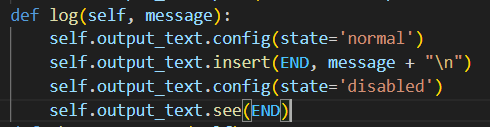 def log(self, message):
    self.output_text.config(state='normal')
    self.output_text.insert(END, message + "\n")
    self.output_text.config(state='disabled')
    self.output_text.see(END)